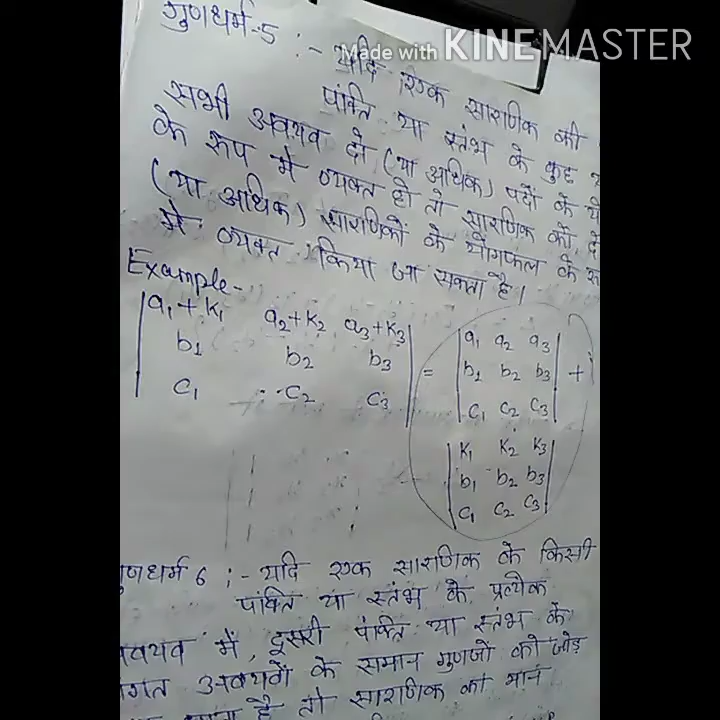 गुणधर्म-5 :- यदि एक सारणिक की
Made with KINEMASTER
पंक्ति या स्तंभ के कुछ
सभी अवयव दो (या अधिक) पदों के
के रूप में व्यक्त हो तो सारणिक को
(या अधिक) सारणिकों के योगफल के
में व्यक्त किया जा सकता है।
Example-
|a₁+K₁ a₂+K₂ a₃+K₃|
|b₁ b₂ b₃|
|c₁ c₂ c₃|
=
|a₁ a₂ a₃|
|b₁ b₂ b₃| +
|c₁ c₂ c₃|
|K₁ K₂ K₃|
|b₁ b₂ b₃|
|c₁ c₂ c₃|
गुणधर्म 6 :- यदि एक सारणिक के किसी
पंक्ति या स्तंभ के प्रत्येक
में, दूसरी पंक्ति या स्तंभ के
अवयवों के समान गुणजों को जोड़
है तो सारणिक का मान